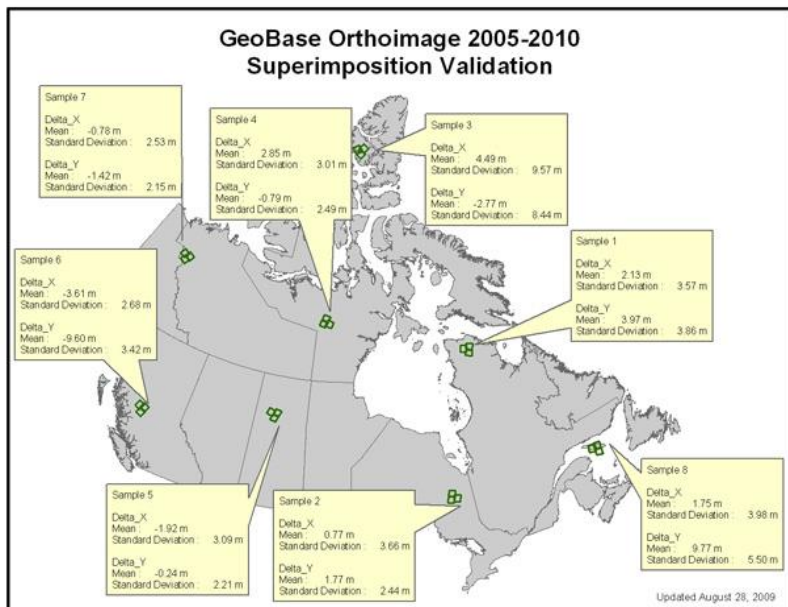 GeoBase Orthoimage 2005-2010
Superimposition Validation
Sample 7
Delta_X
Mean : -0.78 m
Standard Deviation : 2.53 m
Delta_Y
Mean : -1.42 m
Standard Deviation : 2.15 m
Sample 4
Delta_X
Mean : 2.85 m
Standard Deviation : 3.01 m
Delta_Y
Mean : -0.79 m
Standard Deviation : 2.49 m
Sample 3
Delta_X
Mean : 4.49 m
Standard Deviation : 9.57 m
Delta_Y
Mean : -2.77 m
Standard Deviation : 8.44 m
Sample 6
Delta_X
Mean : -3.61 m
Standard Deviation : 2.68 m
Delta_Y
Mean : -9.60 m
Standard Deviation : 3.42 m
Sample 1
Delta_X
Mean : 2.13 m
Standard Deviation : 3.57 m
Delta_Y
Mean : 3.97 m
Standard Deviation : 3.86 m
Sample 5
Delta_X
Mean : -1.92 m
Standard Deviation : 3.09 m
Delta_Y
Mean : -0.24 m
Standard Deviation : 2.21 m
Sample 2
Delta_X
Mean : 0.77 m
Standard Deviation : 3.66 m
Delta_Y
Mean : 1.77 m
Standard Deviation : 2.44 m
Sample 8
Delta_X
Mean : 1.75 m
Standard Deviation : 3.98 m
Delta_Y
Mean : 9.77 m
Standard Deviation : 5.50 m
Updated August 28, 2009